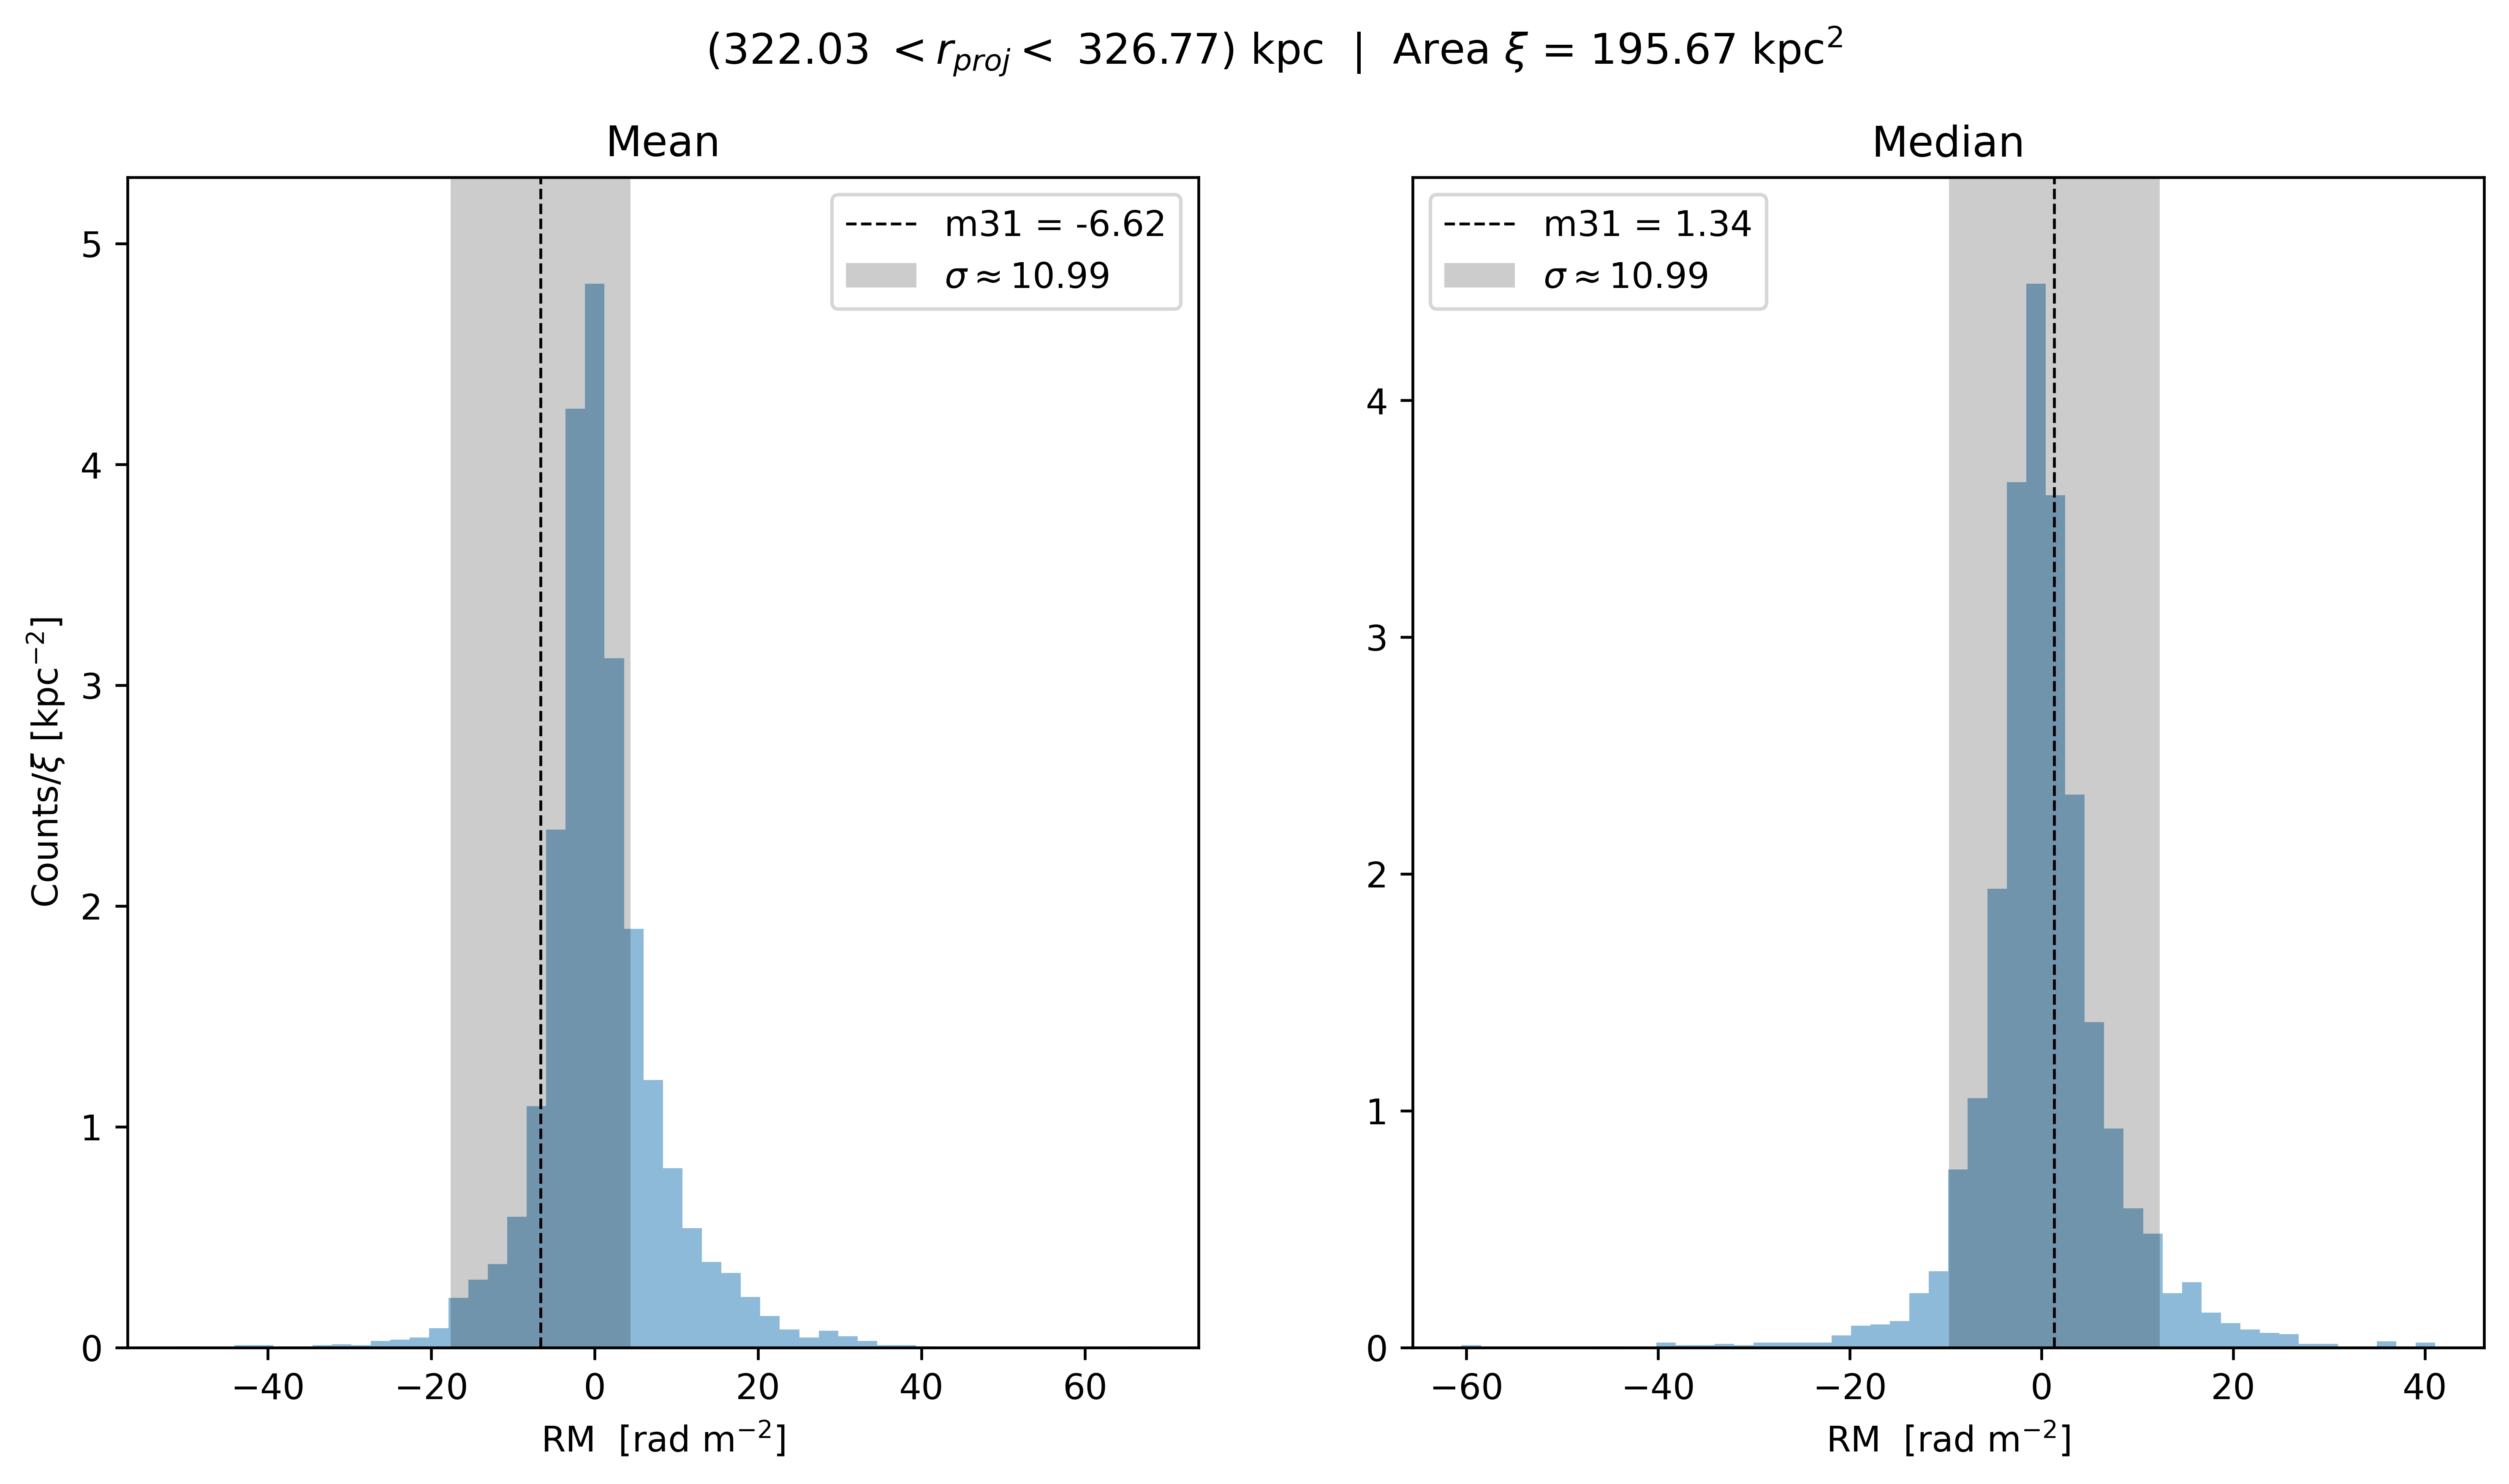 (322.03 < r_proj < 326.77) kpc | Area ξ = 195.67 kpc²
Mean
m31 = -6.62
σ ≈ 10.99
5
4
3
2
1
0
Counts/ξ [kpc⁻²]
−40 −20 0 20 40 60
RM [rad m⁻²]
Median
m31 = 1.34
σ ≈ 10.99
4
3
2
1
0
−60 −40 −20 0 20 40
RM [rad m⁻²]